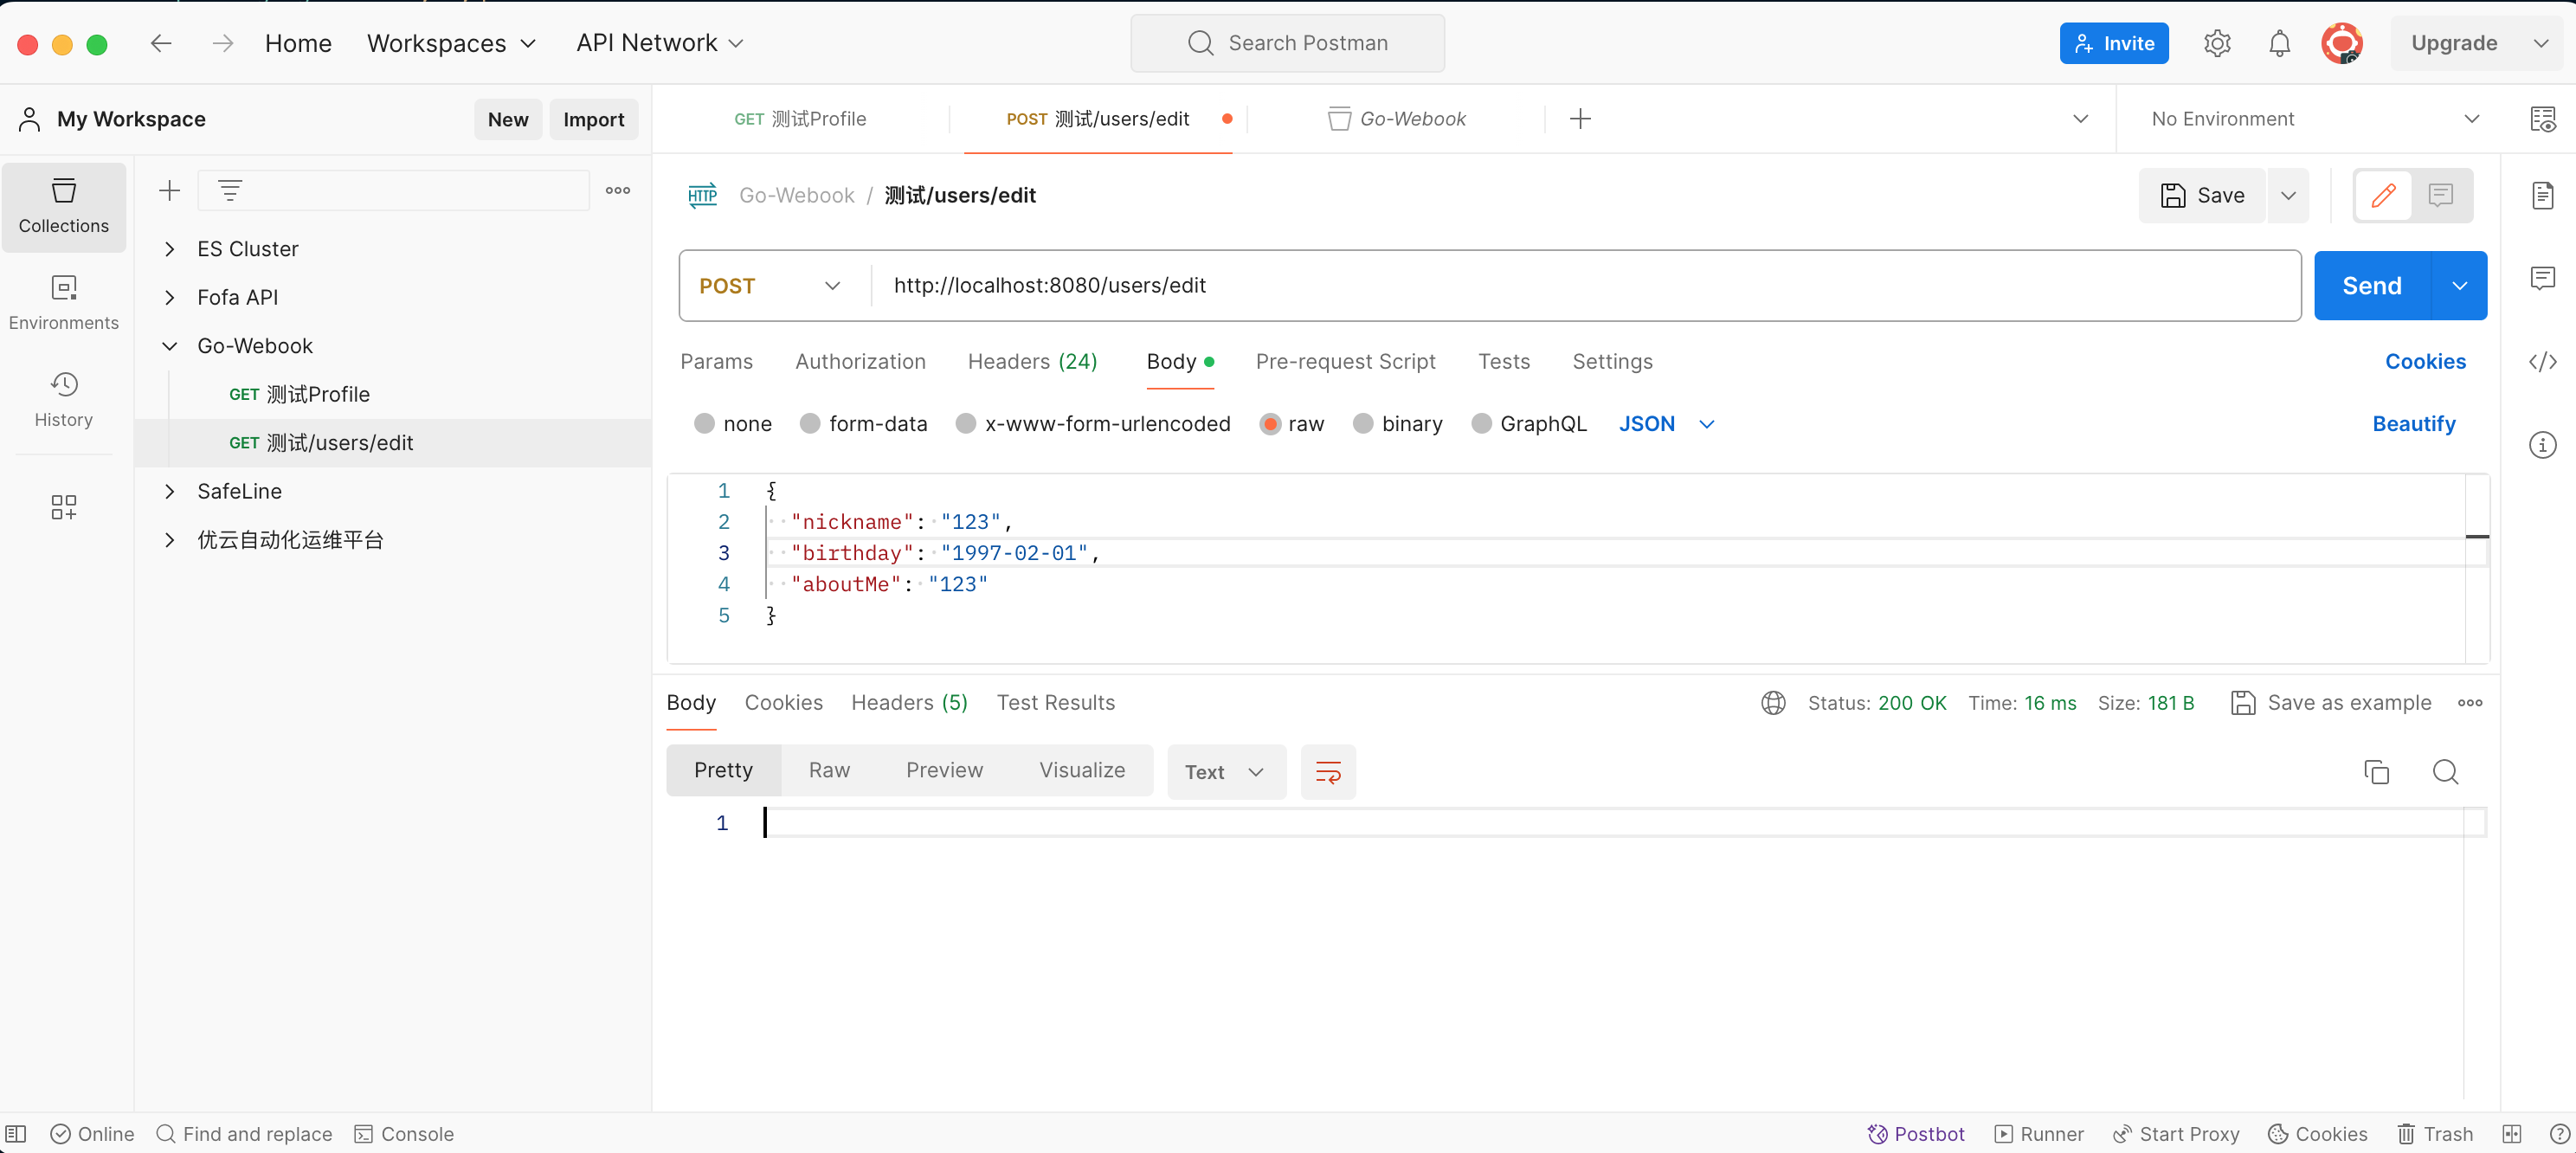 Home Workspaces API Network Search Postman Invite Upgrade
My Workspace New Import
GET 测试Profile POST 测试/users/edit Go-Webook No Environment
Collections
Environments
History
ES Cluster
Fofa API
Go-Webook
GET 测试Profile
GET 测试/users/edit
SafeLine
优云自动化运维平台
HTTP Go-Webook / 测试/users/edit Save
POST http://localhost:8080/users/edit Send
Params Authorization Headers (24) Body Pre-request Script Tests Settings Cookies
none form-data x-www-form-urlencoded raw binary GraphQL JSON Beautify
1 {
2 "nickname": "123",
3 "birthday": "1997-02-01",
4 "aboutMe": "123"
5 }
Body Cookies Headers (5) Test Results Status: 200 OK Time: 16 ms Size: 181 B Save as example
Pretty Raw Preview Visualize Text
1
Online Find and replace Console Postbot Runner Start Proxy Cookies Trash